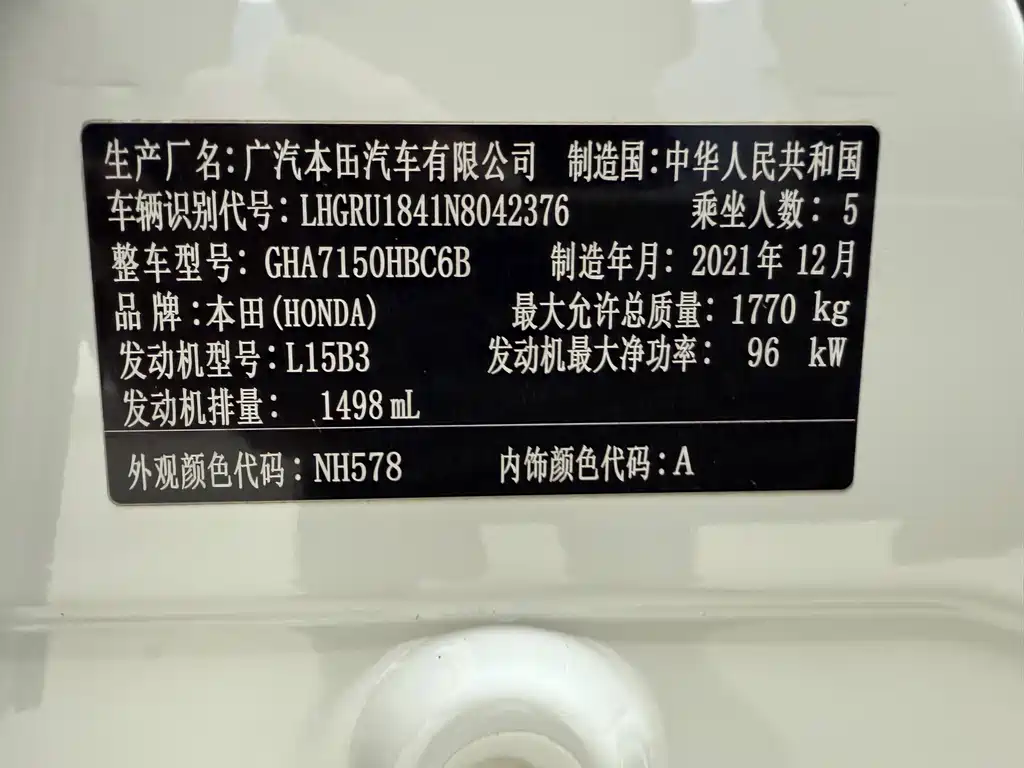 生产厂名：广汽本田汽车有限公司 制造国：中华人民共和国
车辆识别代号：LHGRU1841N8042376 乘坐人数：5
整车型号：GHA7150HBC6B 制造年月：2021年12月
品牌：本田(HONDA) 最大允许总质量：1770 kg
发动机型号：L15B3 发动机最大净功率：96 kW
发动机排量：1498 mL
外观颜色代码：NH578 内饰颜色代码：A